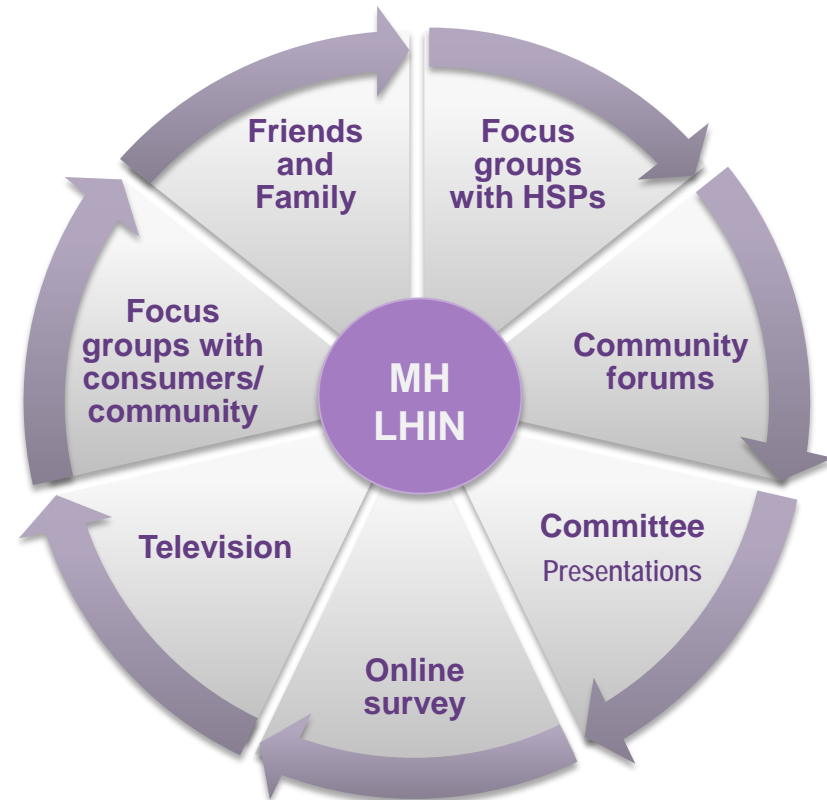 Friends
and
Family
Focus
groups
with HSPs
Community
forums
Committee
Presentations
Online
survey
Television
Focus
groups with
consumers/
community
MH
LHIN